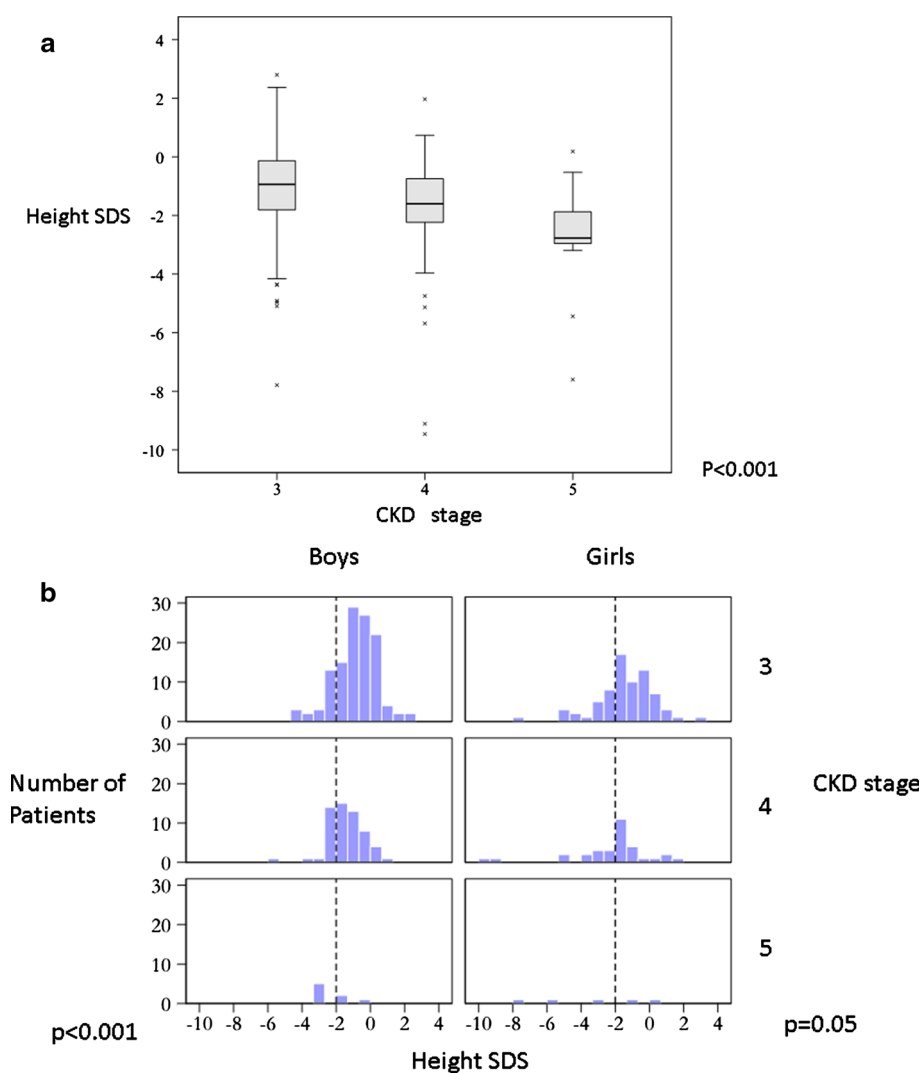 a
4
2
0
Height SDS
-2
-4
-6
-8
-10
P<0.001
3 4 5
CKD stage
Boys Girls
b
30
20
10
0
3
30
20
10
0
Number of
Patients
4
CKD stage
30
20
10
0
5
-10 -8 -6 -4 -2 0 2 4 -10 -8 -6 -4 -2 0 2 4
p<0.001
p=0.05
Height SDS